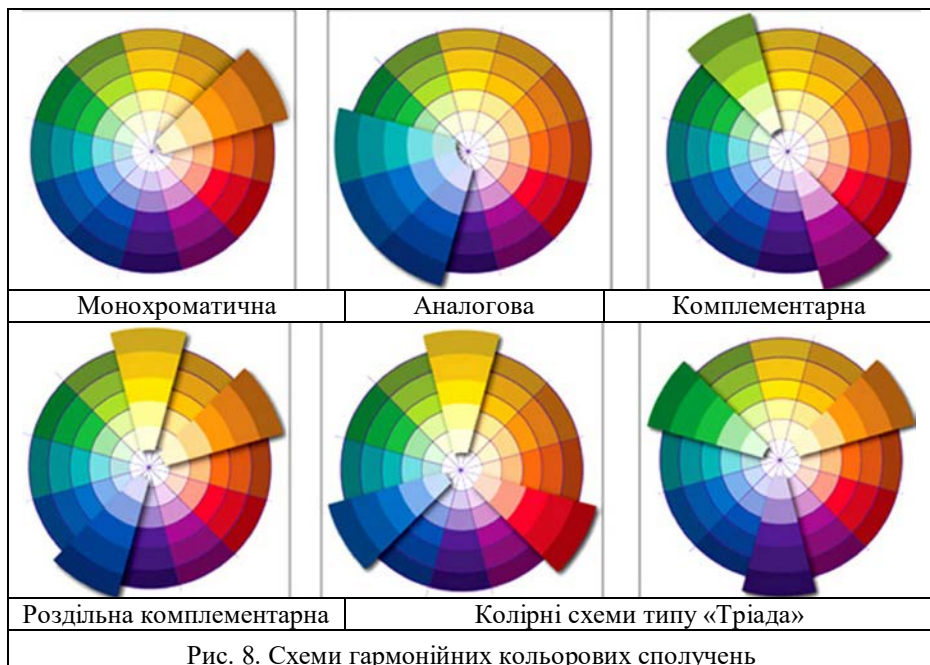 Монохроматична
Аналогова
Комплементарна
Роздільна комплементарна
Колірні схеми типу «Тріада»
Рис. 8. Схеми гармонійних кольорових сполучень